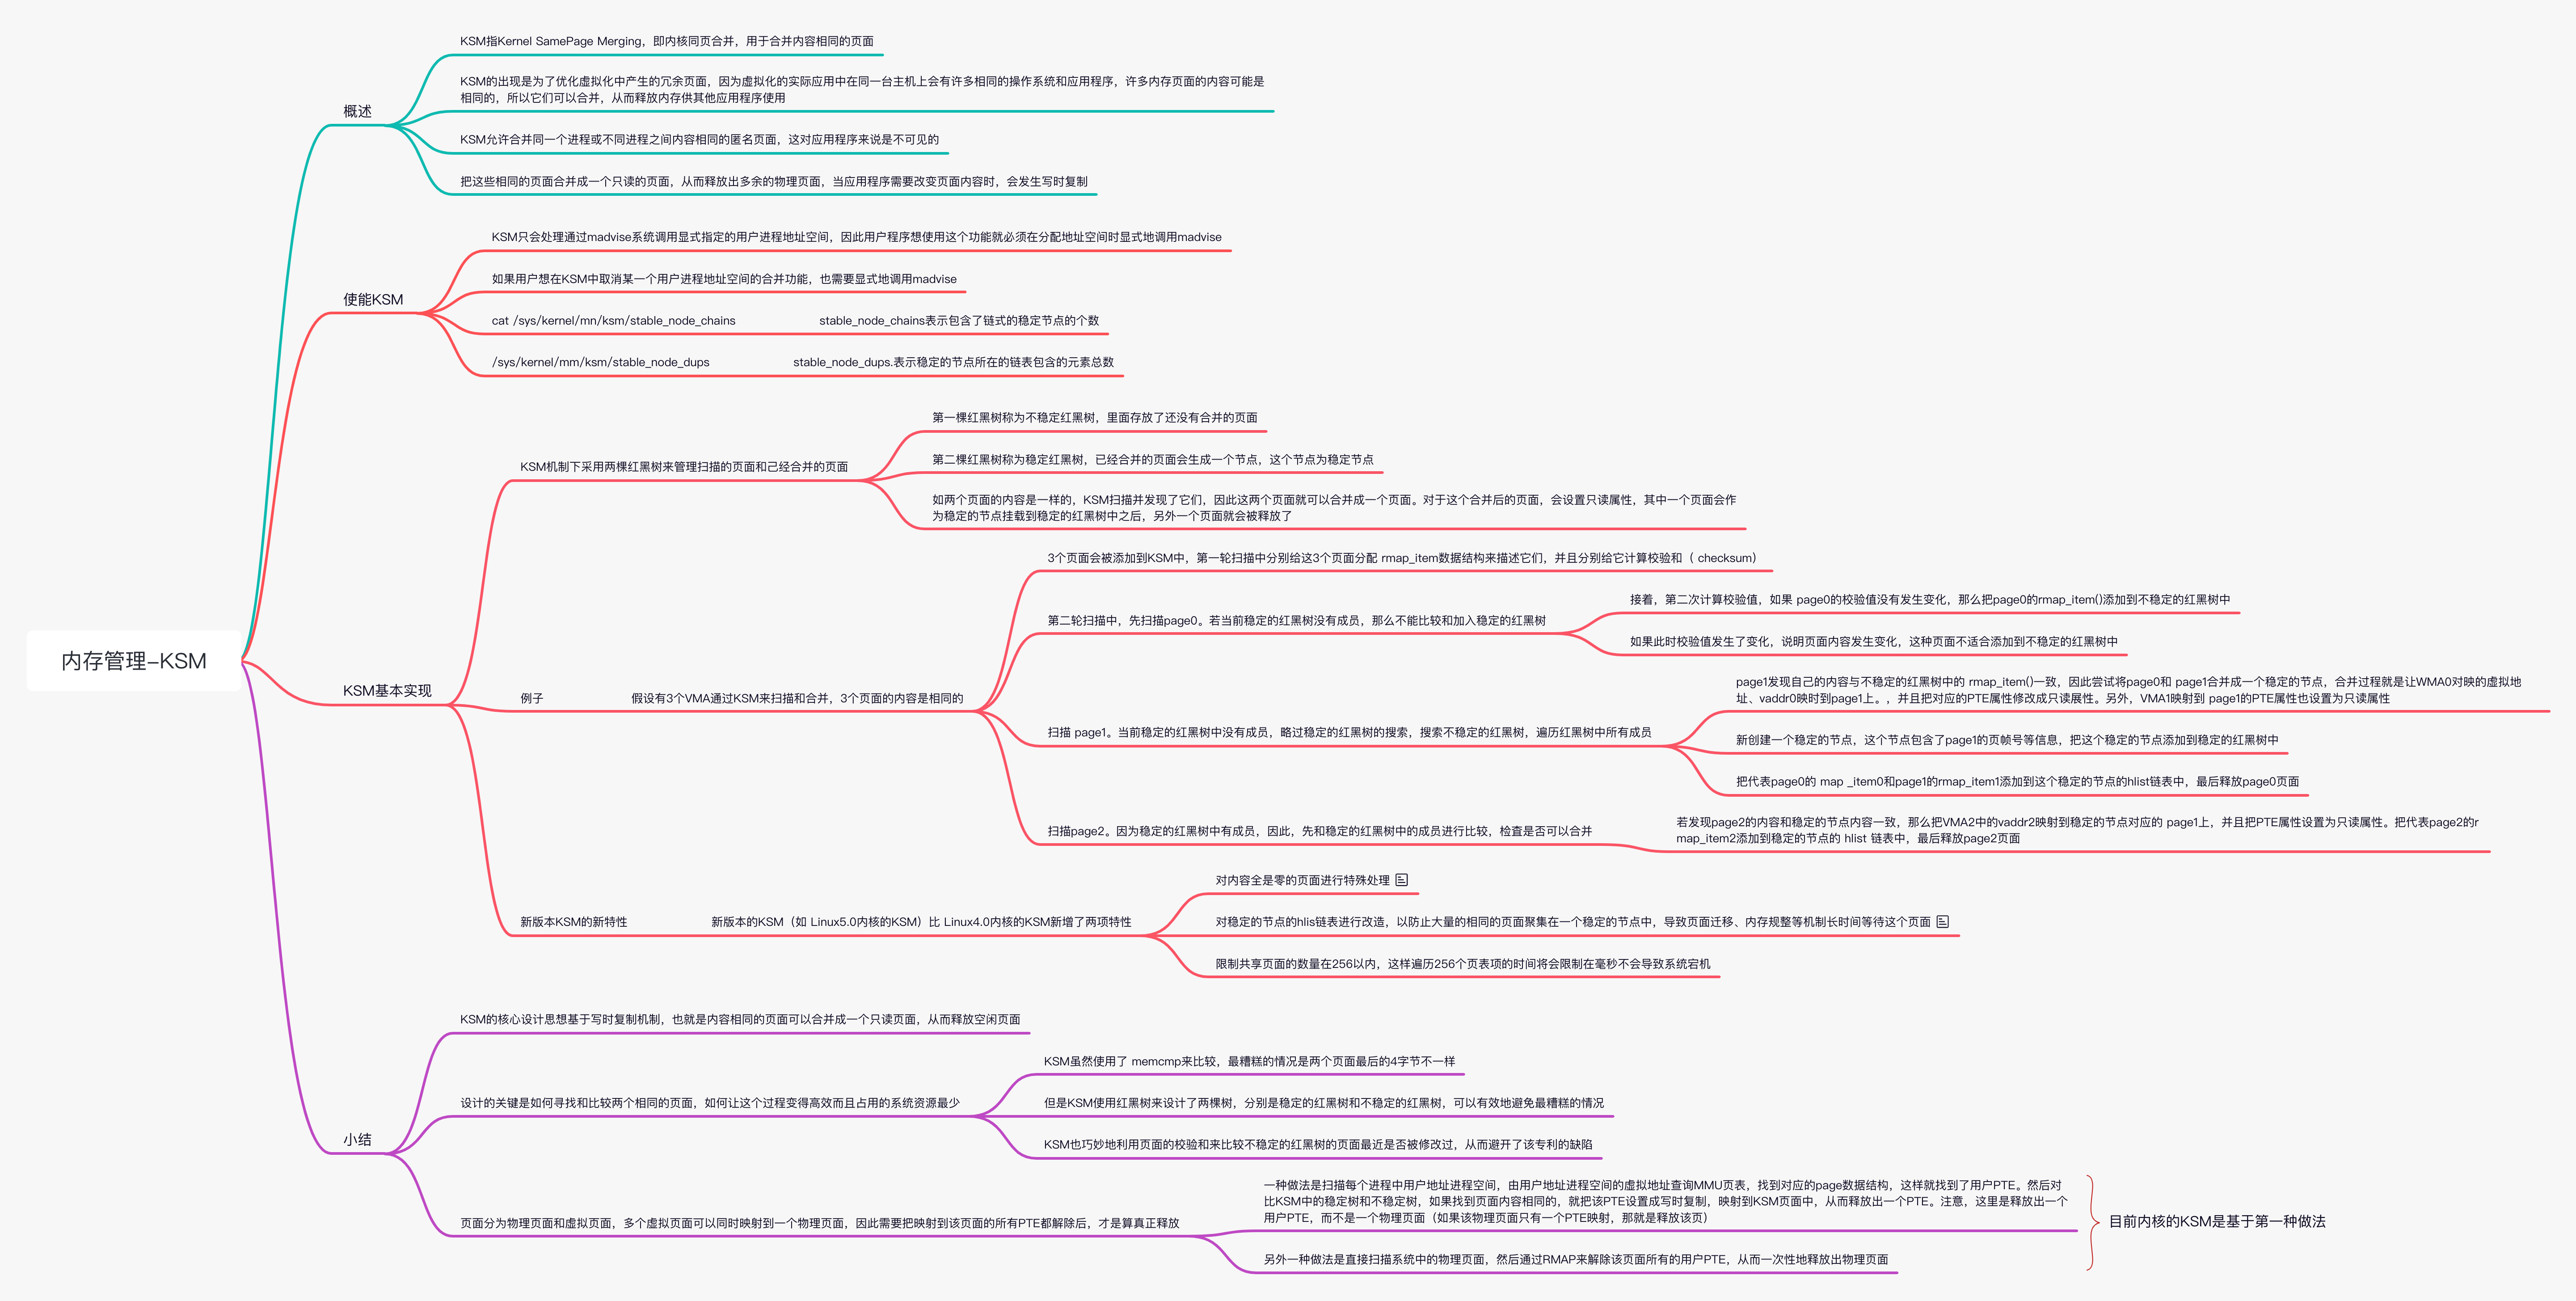 内存管理-KSM
概述
KSM指Kernel SamePage Merging，即内核同页合并，用于合并内容相同的页面
KSM的出现是为了优化虚拟化中产生的冗余页面，因为虚拟化的实际应用中在同一台主机上会有许多相同的操作系统和应用程序，许多内存页面的内容可能是
相同的，所以它们可以合并，从而释放内存供其他应用程序使用
KSM允许合并同一个进程或不同进程之间内容相同的匿名页面，这对应用程序来说是不可见的
把这些相同的页面合并成一个只读的页面，从而释放出多余的物理页面，当应用程序需要改变页面内容时，会发生写时复制
使能KSM
KSM只会处理通过madvise系统调用显式指定的用户进程地址空间，因此用户程序想使用这个功能就必须在分配地址空间时显式地调用madvise
如果用户想在KSM中取消某一个用户进程地址空间的合并功能，也需要显式地调用madvise
cat /sys/kernel/mn/ksm/stable_node_chains
stable_node_chains表示包含了链式的稳定节点的个数
/sys/kernel/mm/ksm/stable_node_dups
stable_node_dups.表示稳定的节点所在的链表包含的元素总数
KSM基本实现
KSM机制下采用两棵红黑树来管理扫描的页面和己经合并的页面
第一棵红黑树称为不稳定红黑树，里面存放了还没有合并的页面
第二棵红黑树称为稳定红黑树，已经合并的页面会生成一个节点，这个节点为稳定节点
如两个页面的内容是一样的，KSM扫描并发现了它们，因此这两个页面就可以合并成一个页面。对于这个合并后的页面，会设置只读属性，其中一个页面会作
为稳定的节点挂载到稳定的红黑树中之后，另外一个页面就会被释放了
例子
假设有3个VMA通过KSM来扫描和合并，3个页面的内容是相同的
3个页面会被添加到KSM中，第一轮扫描中分别给这3个页面分配 rmap_item数据结构来描述它们，并且分别给它计算校验和（ checksum）
第二轮扫描中，先扫描page0。若当前稳定的红黑树没有成员，那么不能比较和加入稳定的红黑树
接着，第二次计算校验值，如果 page0的校验值没有发生变化，那么把page0的rmap_item()添加到不稳定的红黑树中
如果此时校验值发生了变化，说明页面内容发生变化，这种页面不适合添加到不稳定的红黑树中
扫描 page1。当前稳定的红黑树中没有成员，略过稳定的红黑树的搜索，搜索不稳定的红黑树，遍历红黑树中所有成员
page1发现自己的内容与不稳定的红黑树中的 rmap_item()一致，因此尝试将page0和 page1合并成一个稳定的节点，合并过程就是让WMA0对映的虚拟地
址、vaddr0映时到page1上。，并且把对应的PTE属性修改成只读展性。另外，VMA1映射到 page1的PTE属性也设置为只读属性
新创建一个稳定的节点，这个节点包含了page1的页帧号等信息，把这个稳定的节点添加到稳定的红黑树中
把代表page0的 map _item0和page1的rmap_item1添加到这个稳定的节点的hlist链表中，最后释放page0页面
扫描page2。因为稳定的红黑树中有成员，因此，先和稳定的红黑树中的成员进行比较，检查是否可以合并
若发现page2的内容和稳定的节点内容一致，那么把VMA2中的vaddr2映射到稳定的节点对应的 page1上，并且把PTE属性设置为只读属性。把代表page2的r
map_item2添加到稳定的节点的 hlist 链表中，最后释放page2页面
新版本KSM的新特性
新版本的KSM（如 Linux5.0内核的KSM）比 Linux4.0内核的KSM新增了两项特性
对内容全是零的页面进行特殊处理
对稳定的节点的hlis链表进行改造，以防止大量的相同的页面聚集在一个稳定的节点中，导致页面迁移、内存规整等机制长时间等待这个页面
限制共享页面的数量在256以内，这样遍历256个页表项的时间将会限制在毫秒不会导致系统宕机
小结
KSM的核心设计思想基于写时复制机制，也就是内容相同的页面可以合并成一个只读页面，从而释放空闲页面
设计的关键是如何寻找和比较两个相同的页面，如何让这个过程变得高效而且占用的系统资源最少
KSM虽然使用了 memcmp来比较，最糟糕的情况是两个页面最后的4字节不一样
但是KSM使用红黑树来设计了两棵树，分别是稳定的红黑树和不稳定的红黑树，可以有效地避免最糟糕的情况
KSM也巧妙地利用页面的校验和来比较不稳定的红黑树的页面最近是否被修改过，从而避开了该专利的缺陷
页面分为物理页面和虚拟页面，多个虚拟页面可以同时映射到一个物理页面，因此需要把映射到该页面的所有PTE都解除后，才是算真正释放
一种做法是扫描每个进程中用户地址进程空间，由用户地址进程空间的虚拟地址查询MMU页表，找到对应的page数据结构，这样就找到了用户PTE。然后对
比KSM中的稳定树和不稳定树，如果找到页面内容相同的，就把该PTE设置成写时复制，映射到KSM页面中，从而释放出一个PTE。注意，这里是释放出一个
用户PTE，而不是一个物理页面（如果该物理页面只有一个PTE映射，那就是释放该页）
另外一种做法是直接扫描系统中的物理页面，然后通过RMAP来解除该页面所有的用户PTE，从而一次性地释放出物理页面
目前内核的KSM是基于第一种做法